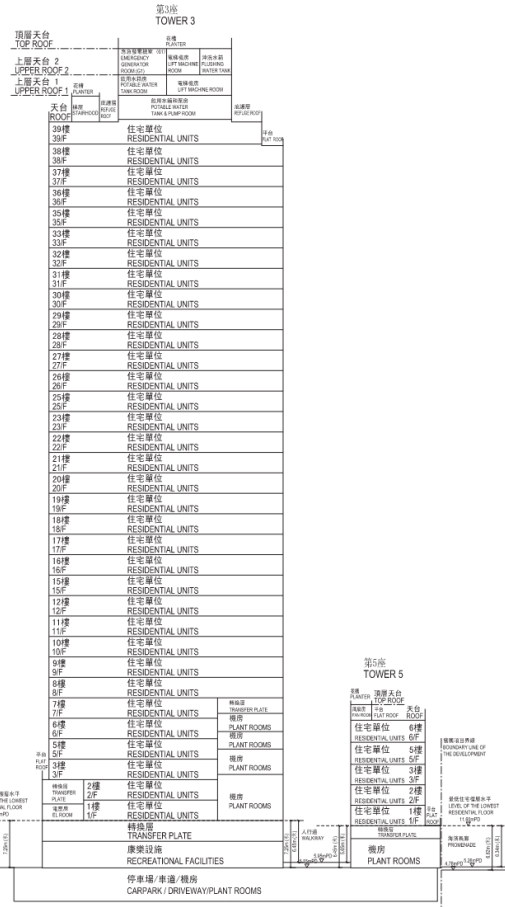 第3座
TOWER 3
頂層天台
TOP ROOF
花槽
PLANTER
上層天台 2
UPPER ROOF 2
EMERGENCY
GENERATOR
ROOM (G1)
電梯機房
LIFT MACHINE
ROOM
沖洗水箱
FLUSHING
WATER TANK
上層天台 1
UPPER ROOF 1
花槽
PLANTER
POTABLE WATER
TANK ROOM
電梯機房
LIFT MACHINE ROOM
天台
ROOF
梯屋
STAIRHOOD
庇護層
REFUGE
ROOF
飲用水箱和泵房
POTABLE WATER
TANK & PUMP ROOM
庇護層
REFUGE ROOF
平台
FLAT ROOF
39樓 住宅單位
39/F RESIDENTIAL UNITS
38樓 住宅單位
38/F RESIDENTIAL UNITS
37樓 住宅單位
37/F RESIDENTIAL UNITS
36樓 住宅單位
36/F RESIDENTIAL UNITS
35樓 住宅單位
35/F RESIDENTIAL UNITS
33樓 住宅單位
33/F RESIDENTIAL UNITS
32樓 住宅單位
32/F RESIDENTIAL UNITS
31樓 住宅單位
31/F RESIDENTIAL UNITS
30樓 住宅單位
30/F RESIDENTIAL UNITS
29樓 住宅單位
29/F RESIDENTIAL UNITS
28樓 住宅單位
28/F RESIDENTIAL UNITS
27樓 住宅單位
27/F RESIDENTIAL UNITS
26樓 住宅單位
26/F RESIDENTIAL UNITS
25樓 住宅單位
25/F RESIDENTIAL UNITS
23樓 住宅單位
23/F RESIDENTIAL UNITS
22樓 住宅單位
22/F RESIDENTIAL UNITS
21樓 住宅單位
21/F RESIDENTIAL UNITS
20樓 住宅單位
20/F RESIDENTIAL UNITS
19樓 住宅單位
19/F RESIDENTIAL UNITS
18樓 住宅單位
18/F RESIDENTIAL UNITS
17樓 住宅單位
17/F RESIDENTIAL UNITS
16樓 住宅單位
16/F RESIDENTIAL UNITS
15樓 住宅單位
15/F RESIDENTIAL UNITS
12樓 住宅單位
12/F RESIDENTIAL UNITS
11樓 住宅單位
11/F RESIDENTIAL UNITS
10樓 住宅單位
10/F RESIDENTIAL UNITS
9樓 住宅單位
9/F RESIDENTIAL UNITS
8樓 住宅單位
8/F RESIDENTIAL UNITS
7樓 住宅單位
7/F RESIDENTIAL UNITS
轉換層
TRANSFER PLATE
6樓 住宅單位
6/F RESIDENTIAL UNITS
機房
PLANT ROOMS
5樓 住宅單位
5/F RESIDENTIAL UNITS
機房
PLANT ROOMS
平台
FLAT
ROOF
3樓 住宅單位
3/F RESIDENTIAL UNITS
機房
PLANT ROOMS
轉換層
TRANSFER
PLATE
2樓 住宅單位
2/F RESIDENTIAL UNITS
EL ROOM
1樓 住宅單位
1/F RESIDENTIAL UNITS
機房
PLANT ROOMS
轉換層
TRANSFER PLATE
康樂設施
RECREATIONAL FACILITIES
停車場/車道/機房
CARPARK / DRIVEWAY/PLANT ROOMS
人行道
WALKWAY
第5座
TOWER 5
花槽
PLANTER
頂層天台
TOP ROOF
FAN ROOM
平台
FLAT ROOF
天台
ROOF
住宅單位 6樓
RESIDENTIAL UNITS 6/F
住宅單位 5樓
RESIDENTIAL UNITS 5/F
住宅單位 3樓
RESIDENTIAL UNITS 3/F
住宅單位 2樓
RESIDENTIAL UNITS 2/F
住宅單位 1樓
RESIDENTIAL UNITS 1/F
平台
FLAT
ROOF
轉換層
TRANSFER PLATE
機房
PLANT ROOMS
BOUNDARY LINE OF
THE DEVELOPMENT
最低住宅樓層水平
LEVEL OF THE LOWEST
RESIDENTIAL FLOOR
海濱長廊
PROMENADE
THE LOWEST
AL FLOOR